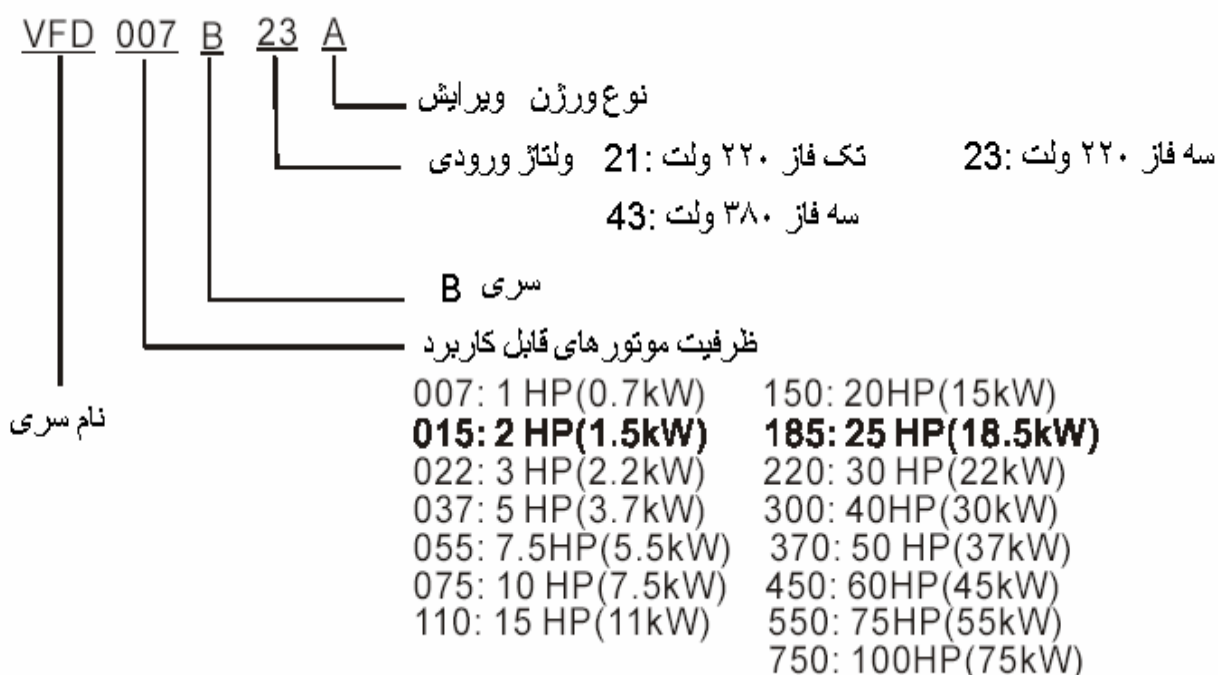 VFD 007 B 23 A
نوع ورژن ویرایش
ولتاژ ورودی 21: تک فاز ۲۲۰ ولت 23: سه فاز ۲۲۰ ولت
43: سه فاز ۳۸۰ ولت
سری B
ظرفیت موتورهای قابل کاربرد
نام سری
007: 1 HP(0.7kW) 150: 20HP(15kW)
015: 2 HP(1.5kW) 185: 25 HP(18.5kW)
022: 3 HP(2.2kW) 220: 30 HP(22kW)
037: 5 HP(3.7kW) 300: 40HP(30kW)
055: 7.5HP(5.5kW) 370: 50 HP(37kW)
075: 10 HP(7.5kW) 450: 60HP(45kW)
110: 15 HP(11kW) 550: 75HP(55kW)
750: 100HP(75kW)